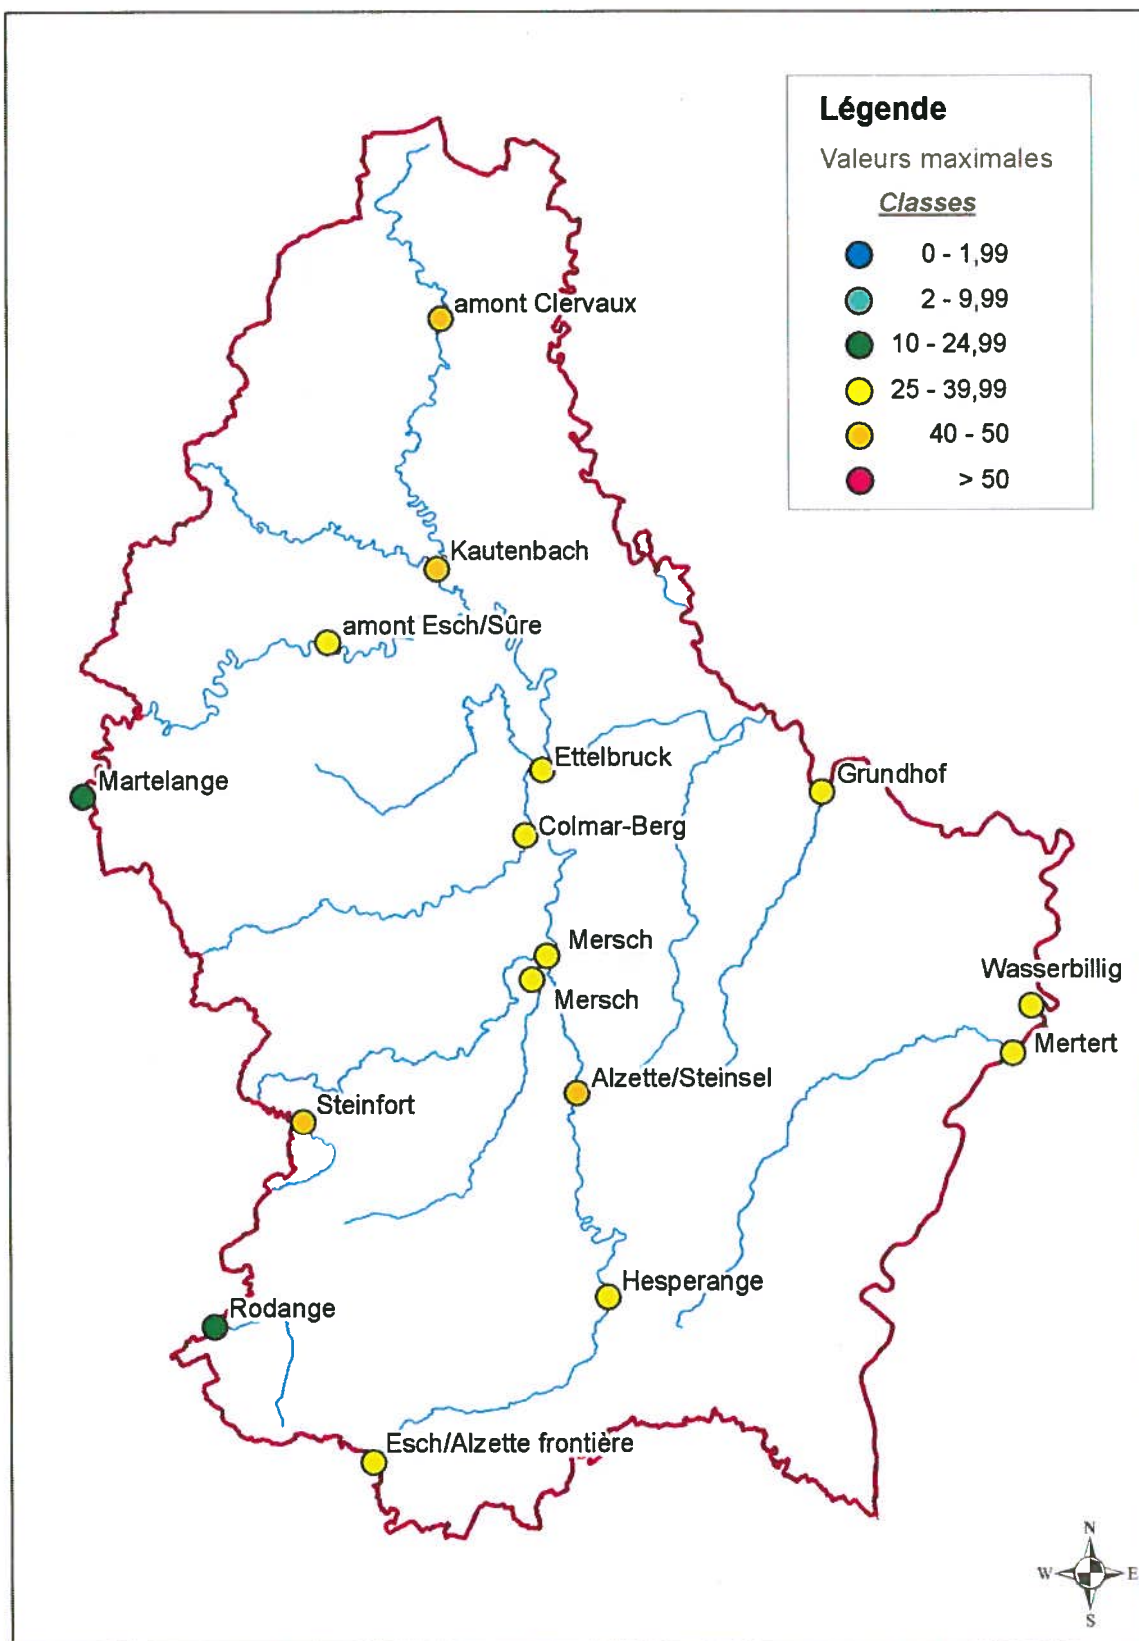 Légende
Valeurs maximales
Classes
0 - 1,99
2 - 9,99
10 - 24,99
25 - 39,99
40 - 50
> 50
amont Clervaux
Kautenbach
amont Esch/Sûre
Ettelbruck
Martelange
Grundhof
Colmar-Berg
Mersch
Wasserbillig
Mersch
Mertert
Alzette/Steinsel
Steinfort
Hesperange
Rodange
Esch/Alzette frontière
N
W E
S